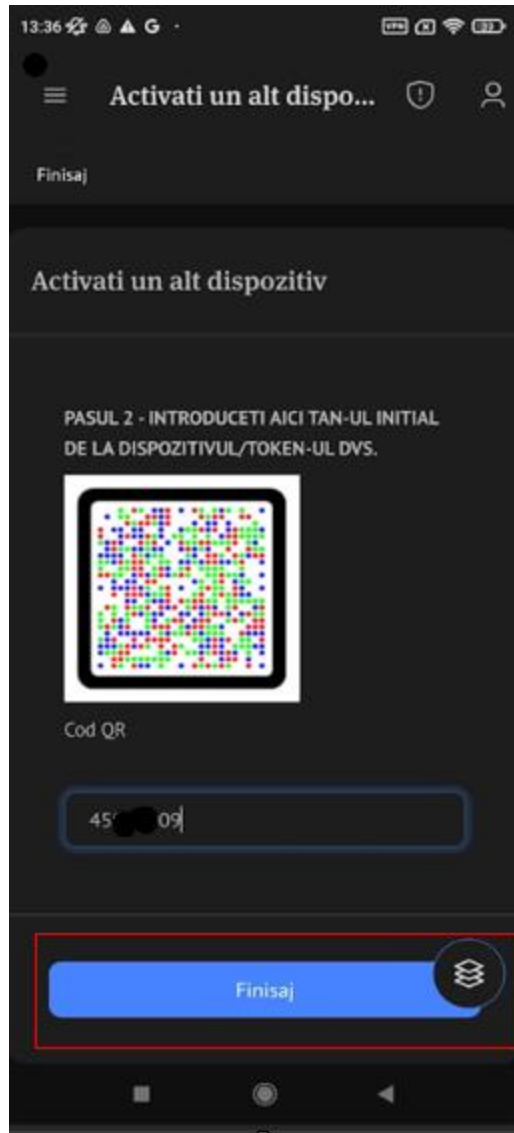 13:36
Activati un alt dispo...
Finisaj
Activati un alt dispozitiv
PASUL 2 - INTRODUCETI AICI TAN-UL INITIAL
DE LA DISPOZITIVUL/TOKEN-UL DVS.
Cod QR
45 09
Finisaj